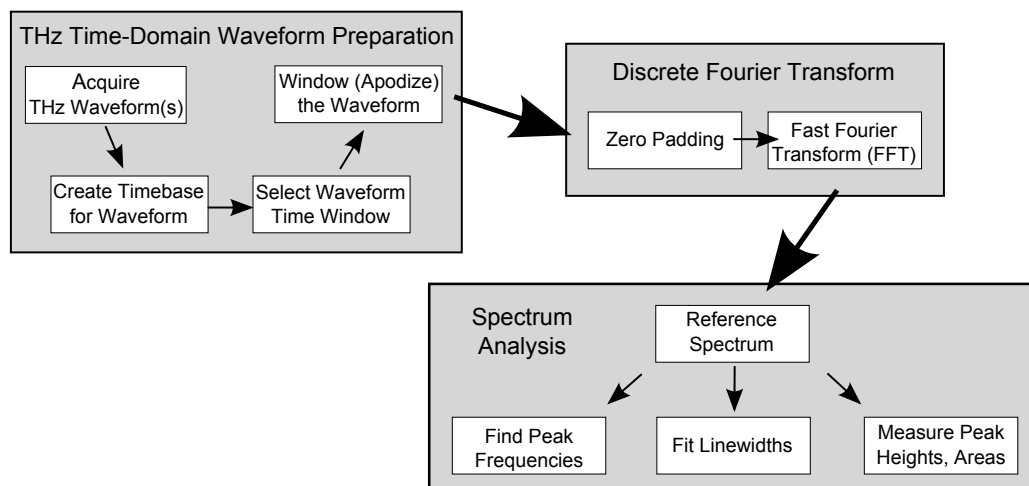 THz Time-Domain Waveform Preparation
Acquire
THz Waveform(s)
Create Timebase
for Waveform
Select Waveform
Time Window
Window (Apodize)
the Waveform
Discrete Fourier Transform
Zero Padding
Fast Fourier
Transform (FFT)
Spectrum
Analysis
Reference
Spectrum
Find Peak
Frequencies
Fit Linewidths
Measure Peak
Heights, Areas